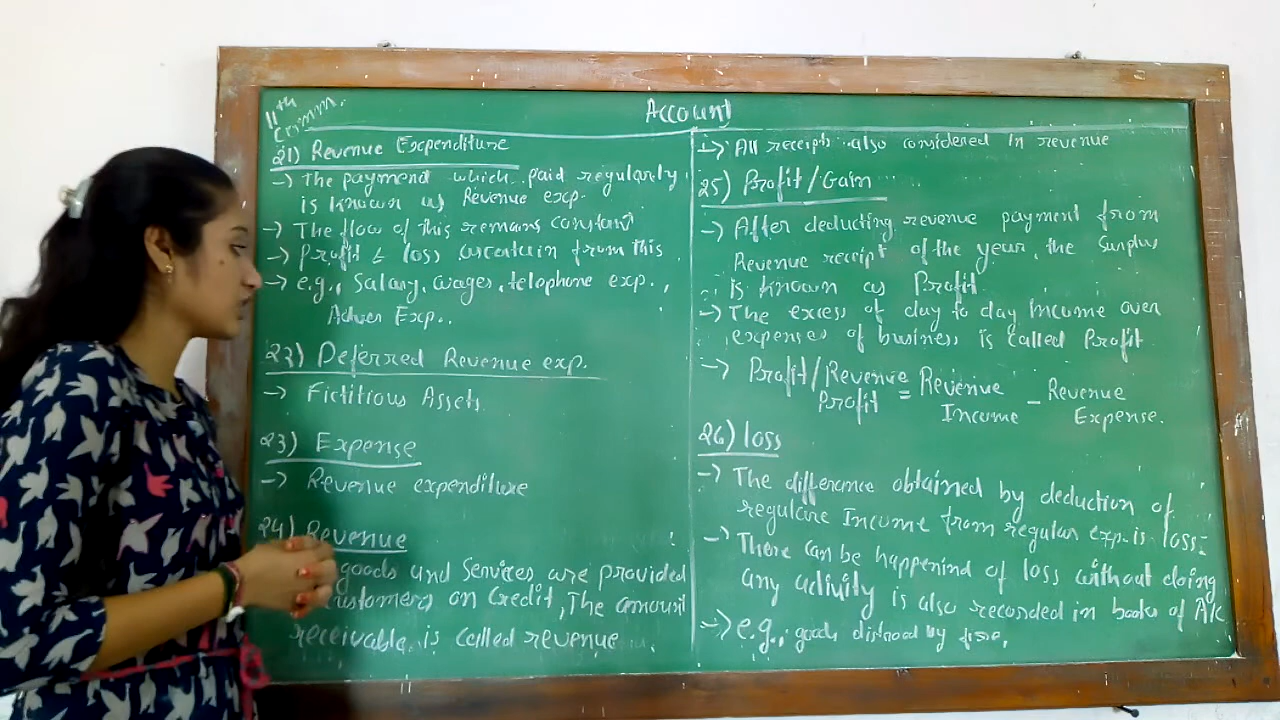 11th
Comm.
Account
21) Revenue Expenditure
-> The payment which paid regularly
is known as Revenue exp.
-> The flow of this remains constant
-> Profit & loss ascertain from this
-> e.g., Salary, wages, telephone exp.,
Adver Exp..
22) Deferred Revenue exp.
-> Fictitious Assets
23) Expense
-> Revenue expenditure
24) Revenue
goods and services are provided
customers on credit, The amount
receivable is called revenue.
-> All receipts also considered in revenue
25) Profit/Gain
-> After deducting revenue payment from
Revenue receipt of the year, the surplus
is known as Profit
-> The excess of day to day Income over
expenses of business is called Profit
-> Profit/Revenue Profit = Revenue Income - Revenue Expense.
26) loss
-> The difference obtained by deduction of
regulare Income from regular exp. is loss.
-> There can be happenind of loss without doing
any activity is also recorded in books of A/c
-> e.g., goods distroed by fire.